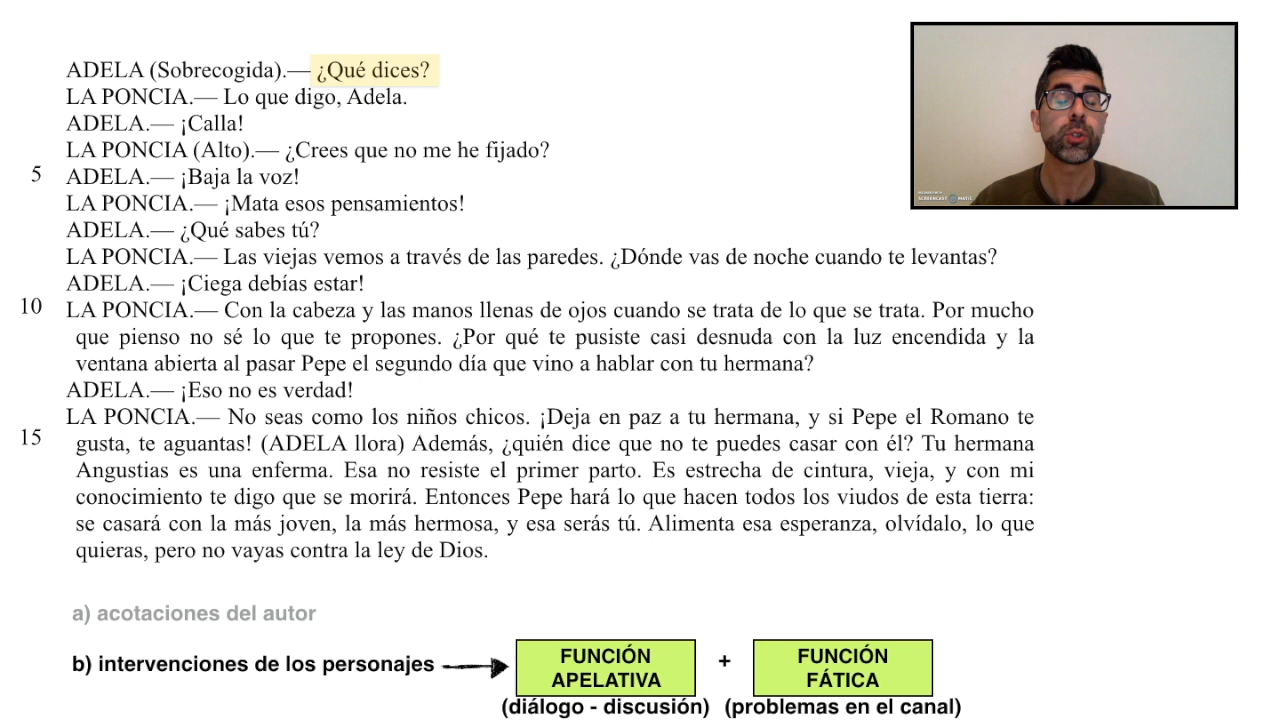 ADELA (Sobrecogida).— ¿Qué dices?
LA PONCIA.— Lo que digo, Adela.
ADELA.— ¡Calla!
LA PONCIA (Alto).— ¿Crees que no me he fijado?
5 ADELA.— ¡Baja la voz!
LA PONCIA.— ¡Mata esos pensamientos!
ADELA.— ¿Qué sabes tú?
LA PONCIA.— Las viejas vemos a través de las paredes. ¿Dónde vas de noche cuando te levantas?
ADELA.— ¡Ciega debías estar!
10 LA PONCIA.— Con la cabeza y las manos llenas de ojos cuando se trata de lo que se trata. Por mucho
que pienso no sé lo que te propones. ¿Por qué te pusiste casi desnuda con la luz encendida y la
ventana abierta al pasar Pepe el segundo día que vino a hablar con tu hermana?
ADELA.— ¡Eso no es verdad!
LA PONCIA.— No seas como los niños chicos. ¡Deja en paz a tu hermana, y si Pepe el Romano te
15 gusta, te aguantas! (ADELA llora) Además, ¿quién dice que no te puedes casar con él? Tu hermana
Angustias es una enferma. Esa no resiste el primer parto. Es estrecha de cintura, vieja, y con mi
conocimiento te digo que se morirá. Entonces Pepe hará lo que hacen todos los viudos de esta tierra:
se casará con la más joven, la más hermosa, y esa serás tú. Alimenta esa esperanza, olvídalo, lo que
quieras, pero no vayas contra la ley de Dios.
a) acotaciones del autor
b) intervenciones de los personajes
FUNCIÓN
APELATIVA
(diálogo - discusión)
+
FUNCIÓN
FÁTICA
(problemas en el canal)
SCREENCAST MATIC